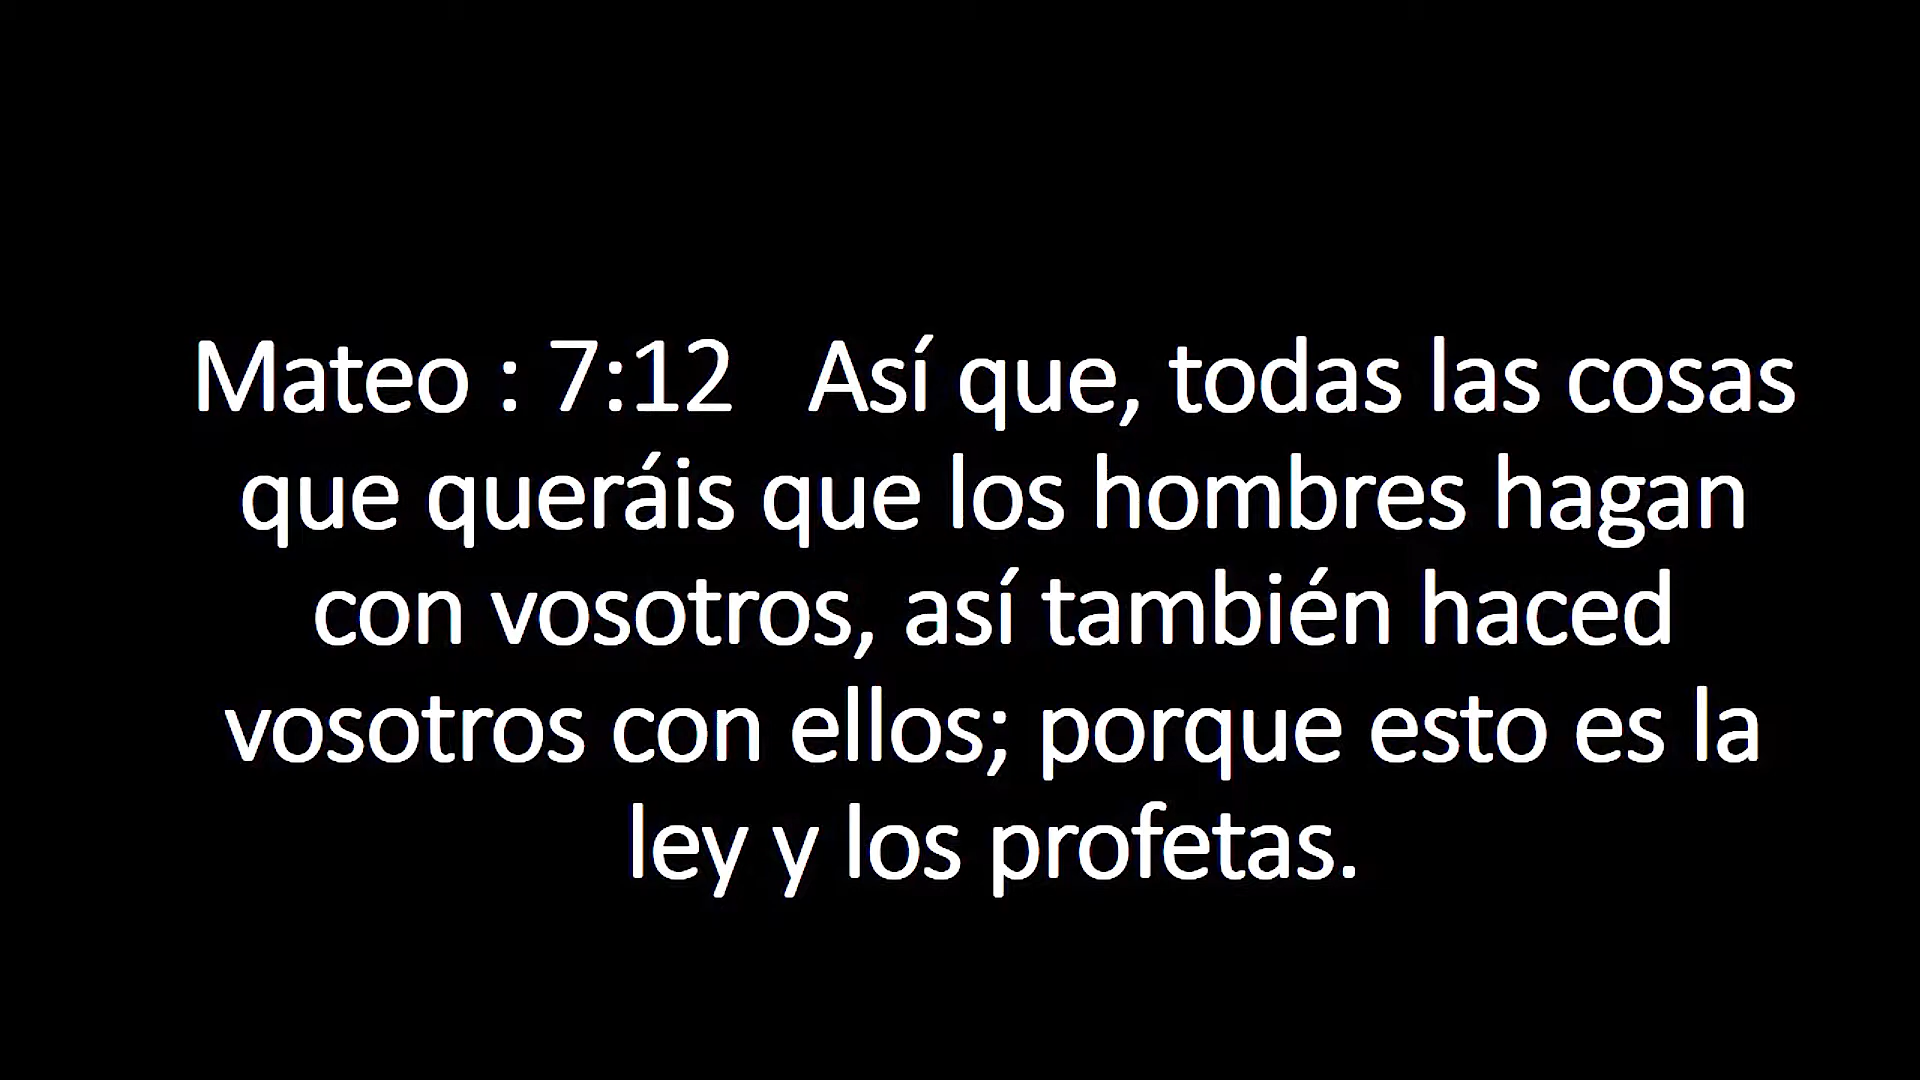 Mateo : 7:12   Así que, todas las cosas
que queráis que los hombres hagan
con vosotros, así también haced
vosotros con ellos; porque esto es la
ley y los profetas.